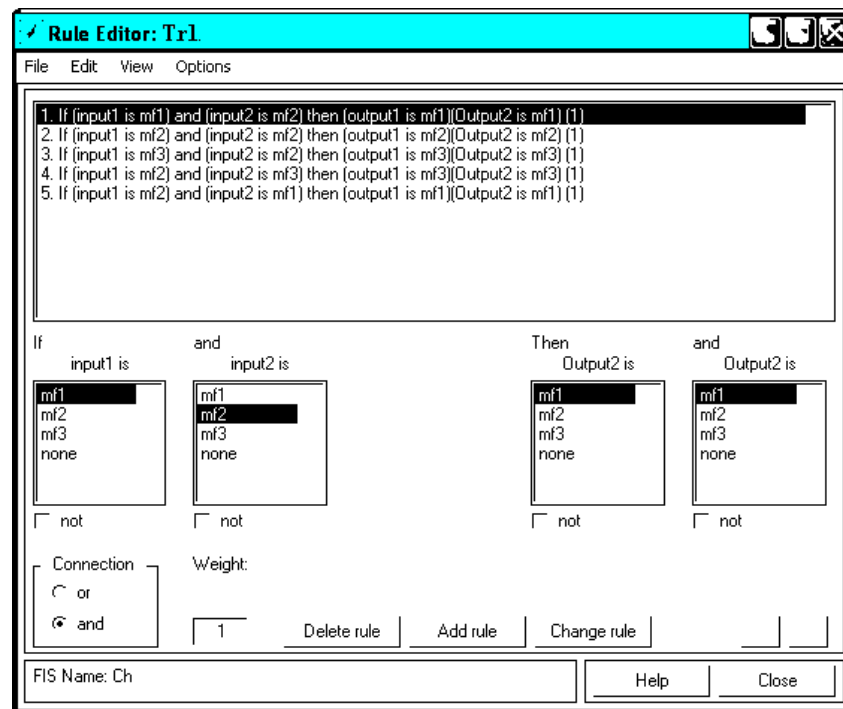 Rule Editor: Trl.
File Edit View Options
1. If (input1 is mf1) and (input2 is mf2) then (output1 is mf1)(Output2 is mf1) (1)
2. If (input1 is mf2) and (input2 is mf2) then (output1 is mf2)(Output2 is mf2) (1)
3. If (input1 is mf3) and (input2 is mf2) then (output1 is mf3)(Output2 is mf3) (1)
4. If (input1 is mf2) and (input2 is mf3) then (output1 is mf3)(Output2 is mf3) (1)
5. If (input1 is mf2) and (input2 is mf1) then (output1 is mf1)(Output2 is mf1) (1)
If and Then and
input1 is input2 is Output2 is Output2 is
mf1 mf1 mf1 mf1
mf2 mf2 mf2 mf2
mf3 mf3 mf3 mf3
none none none none
not not not not
Connection Weight:
or
and 1 Delete rule Add rule Change rule
FIS Name: Ch Help Close